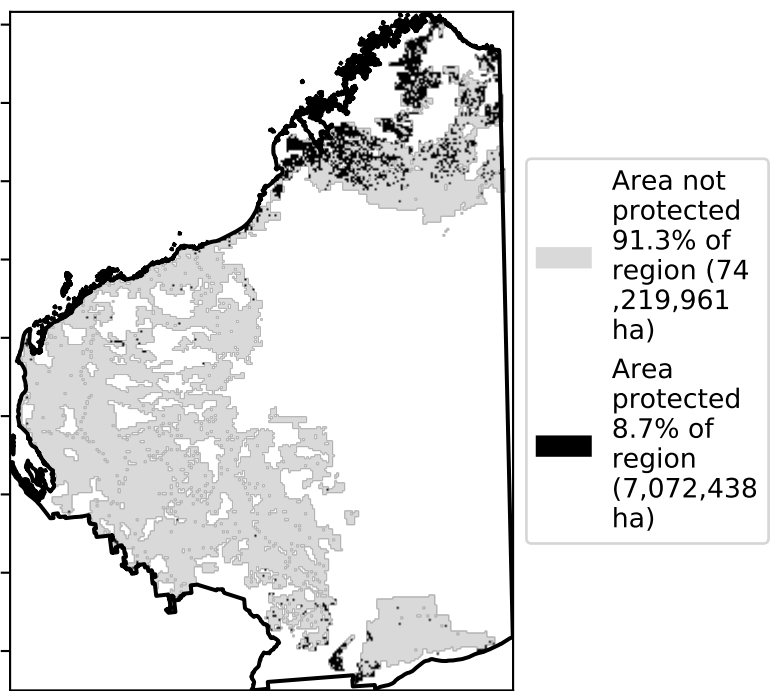 Area not
protected
91.3% of
region (74
,219,961
ha)
Area
protected
8.7% of
region
(7,072,438
ha)